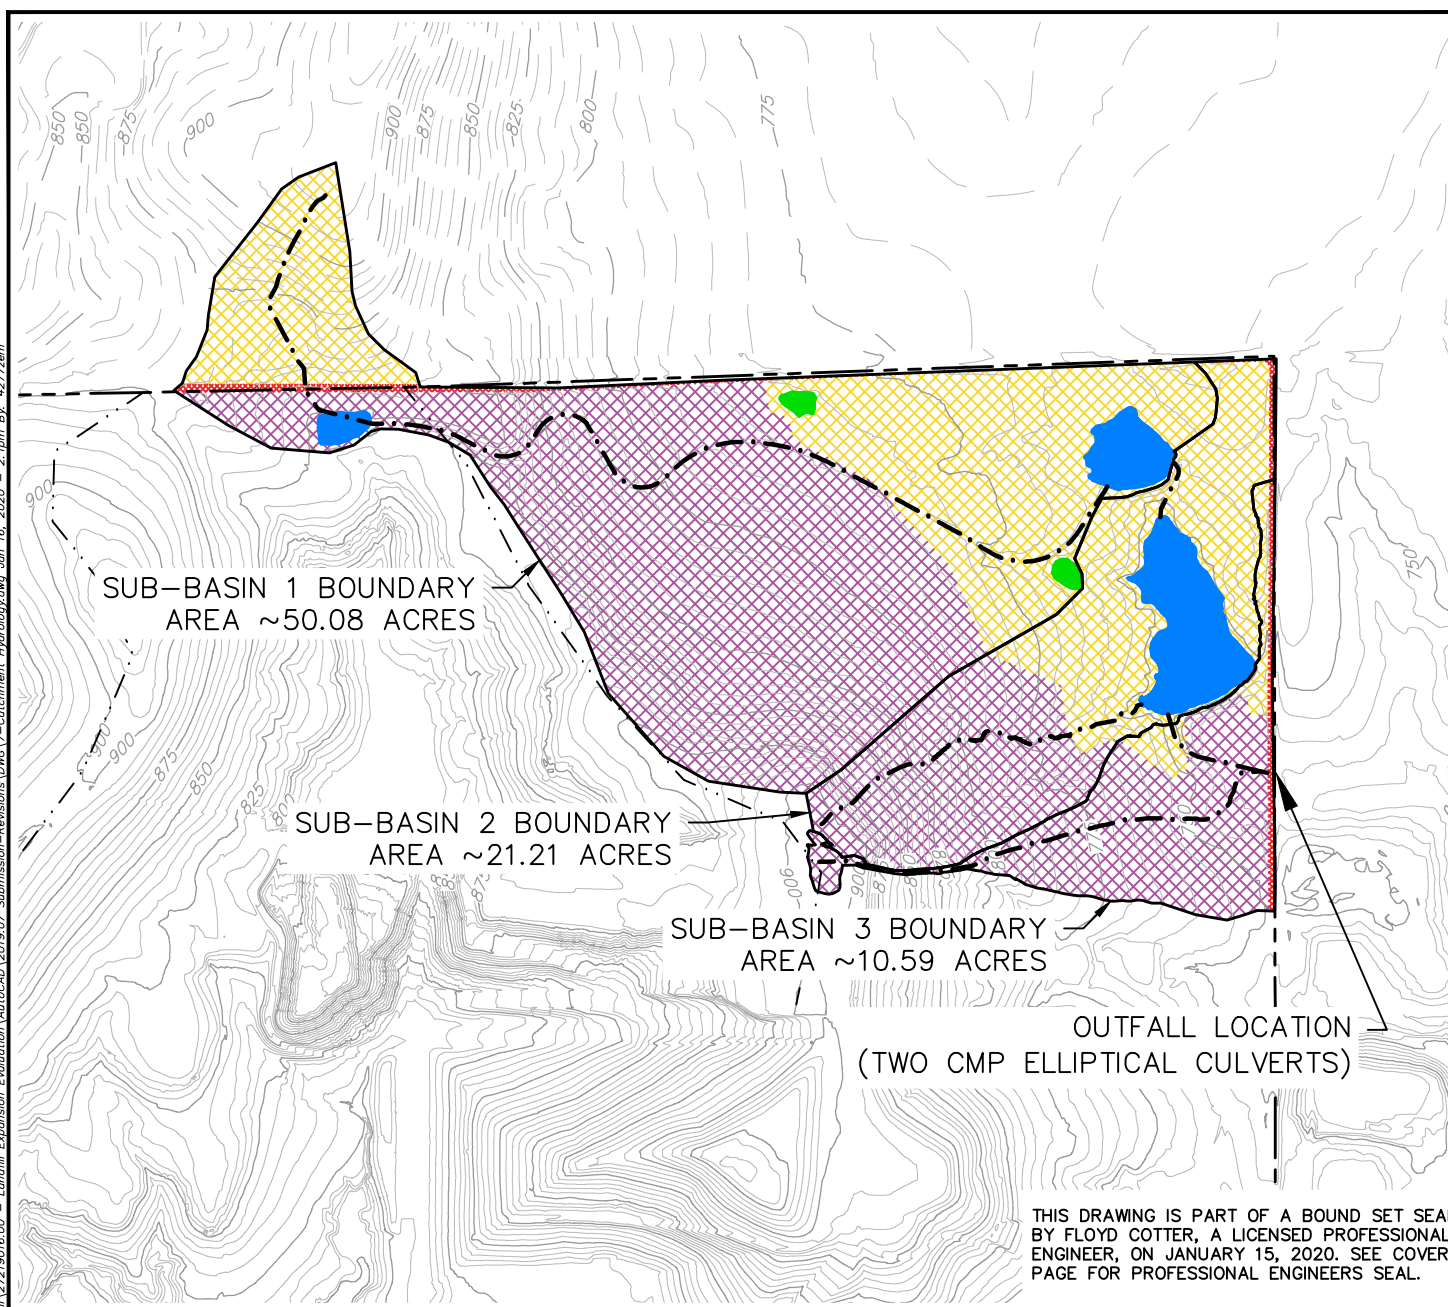 850
850
875
900
900
875
850
825
800
775
900
750
SUB-BASIN 1 BOUNDARY
AREA ~50.08 ACRES
900
900
875
850
825
SUB-BASIN 2 BOUNDARY
AREA ~21.21 ACRES
900
900
SUB-BASIN 3 BOUNDARY
AREA ~10.59 ACRES
OUTFALL LOCATION
(TWO CMP ELLIPTICAL CULVERTS)
THIS DRAWING IS PART OF A BOUND SET SEAL
BY FLOYD COTTER, A LICENSED PROFESSIONAL
ENGINEER, ON JANUARY 15, 2020. SEE COVER
PAGE FOR PROFESSIONAL ENGINEERS SEAL.